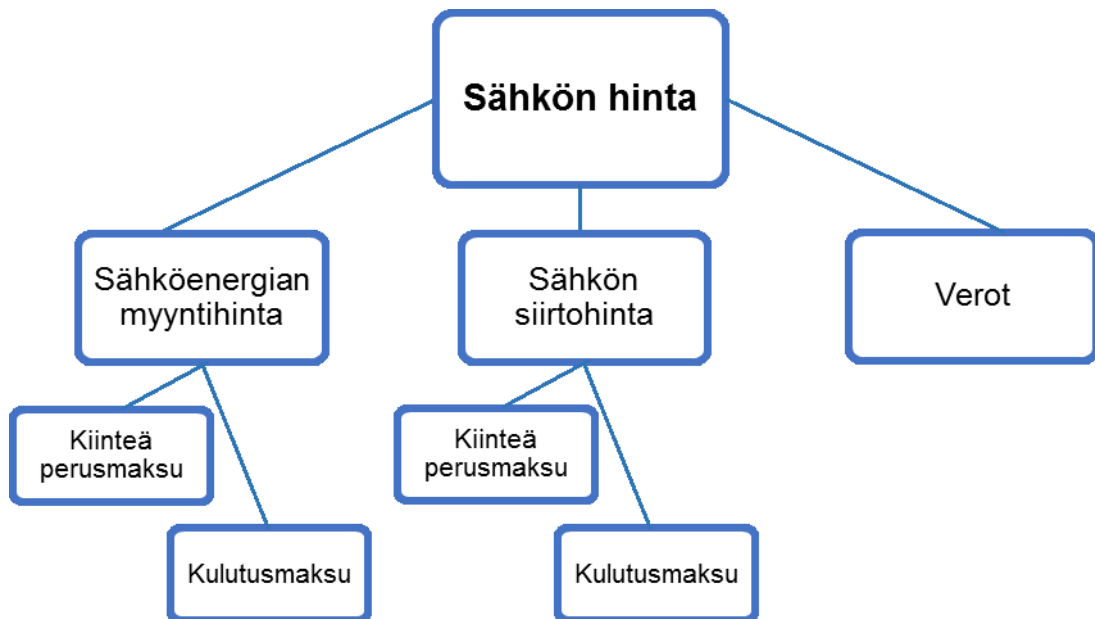 Sähkön hinta
Sähköenergian
myyntihinta
Sähkön
siirtohinta
Verot
Kiinteä
perusmaksu
Kiinteä
perusmaksu
Kulutusmaksu
Kulutusmaksu